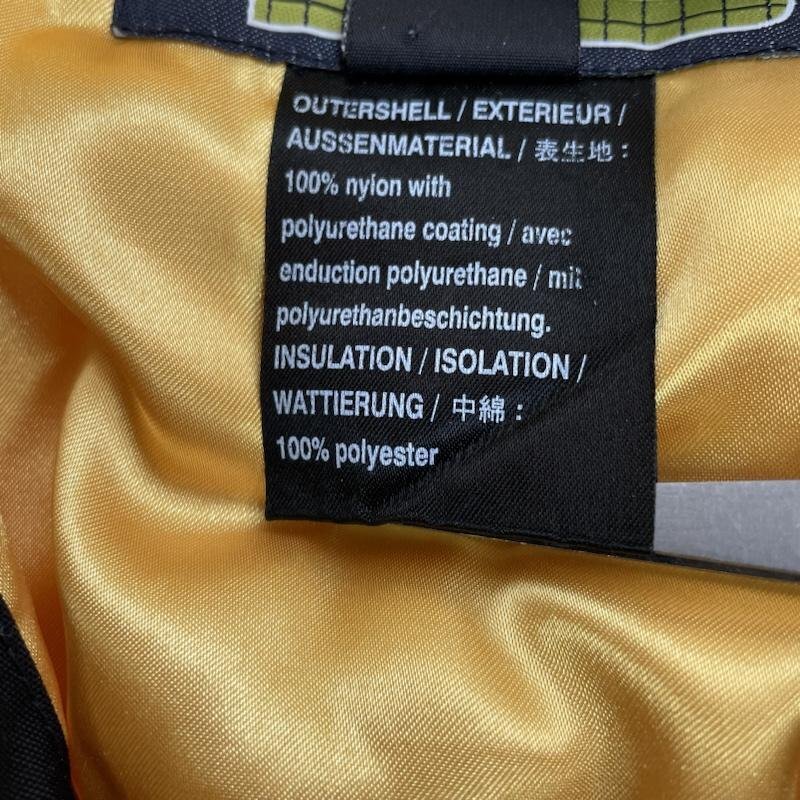 OUTERSHELL / EXTERIEUR /
AUSSENMATERIAL / 表生地 :
100% nylon with
polyurethane coating / avec
enduction polyurethane / mit
polyurethanbeschichtung.
INSULATION / ISOLATION /
WATTIERUNG / 中綿 :
100% polyester